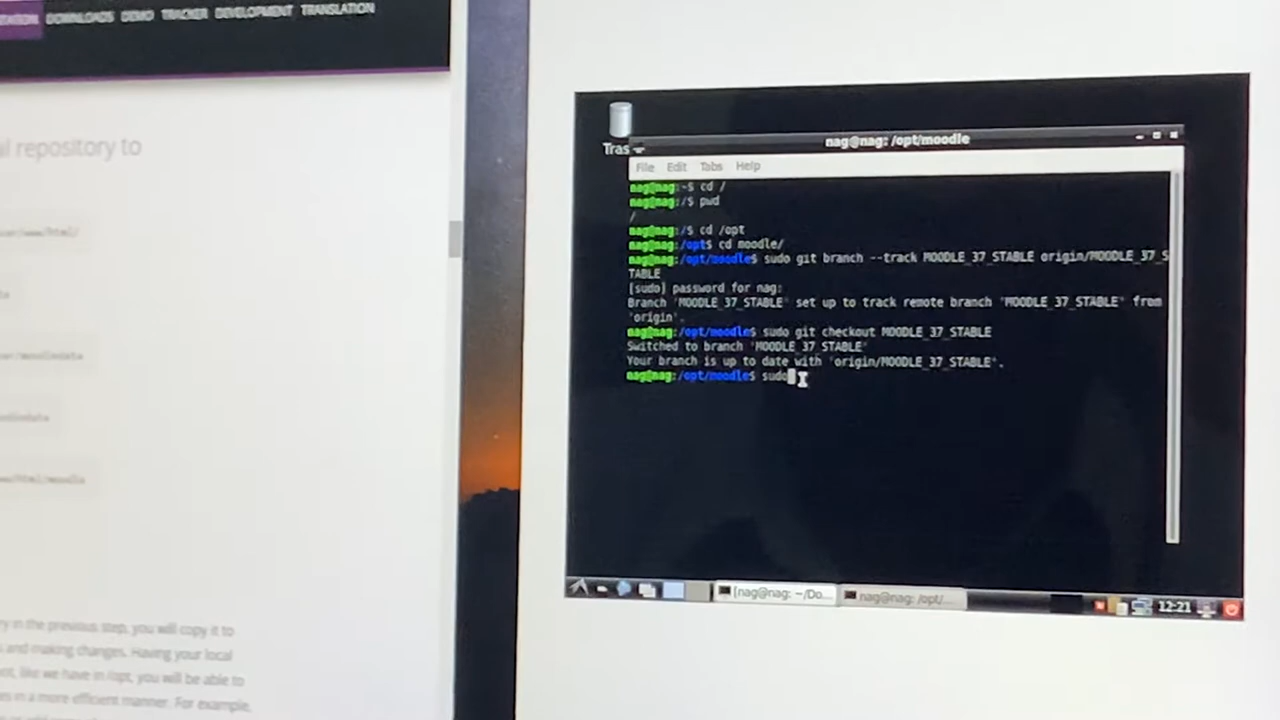 DOWNLOADS DEMO TRACKER DEVELOPMENT TRANSLATION
repository to
y in the previous step, you will copy it to
and making changes. Having your local
like we have in /opt, you will be able to
in a more efficient manner. For example,
nag@nag: /opt/moodle
Tras
File Edit Tabs Help
nag@nag:~$ cd /
nag@nag:/$ pwd
/
nag@nag:/$ cd /opt
nag@nag:/opt$ cd moodle/
nag@nag:/opt/moodle$ sudo git branch --track MOODLE_37_STABLE origin/MOODLE_37_S
TABLE
[sudo] password for nag:
Branch 'MOODLE_37_STABLE' set up to track remote branch 'MOODLE_37_STABLE' from
'origin'.
nag@nag:/opt/moodle$ sudo git checkout MOODLE_37_STABLE
Switched to branch 'MOODLE_37_STABLE'
Your branch is up to date with 'origin/MOODLE_37_STABLE'.
nag@nag:/opt/moodle$ sudo
[nag@nag: ~/Do...
nag@nag: /opt/...
12:21